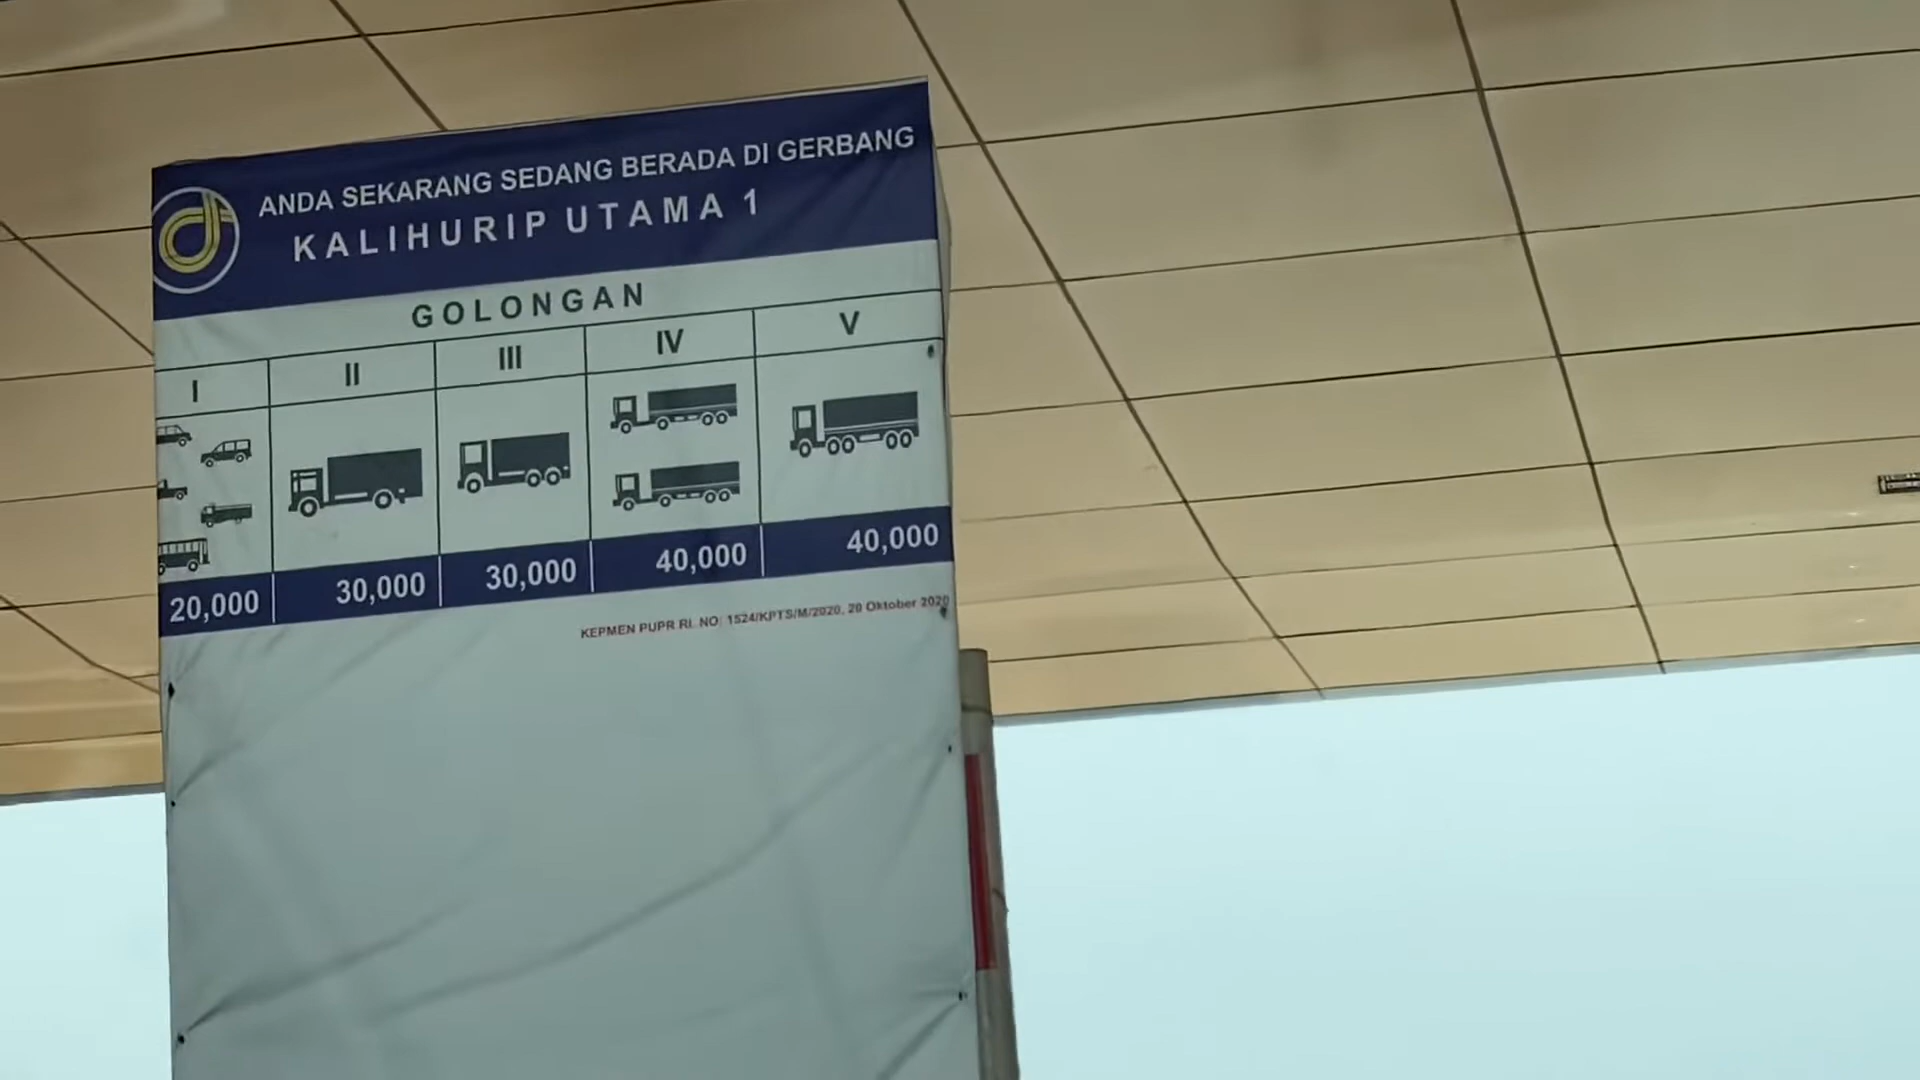 ANDA SEKARANG SEDANG BERADA DI GERBANG
KALIHURIP UTAMA 1
GOLONGAN
I II III IV V
20,000 30,000 30,000 40,000 40,000
KEPMEN PUPR RI. NO: 1524/KPTS/M/2020, 20 Oktober 2020